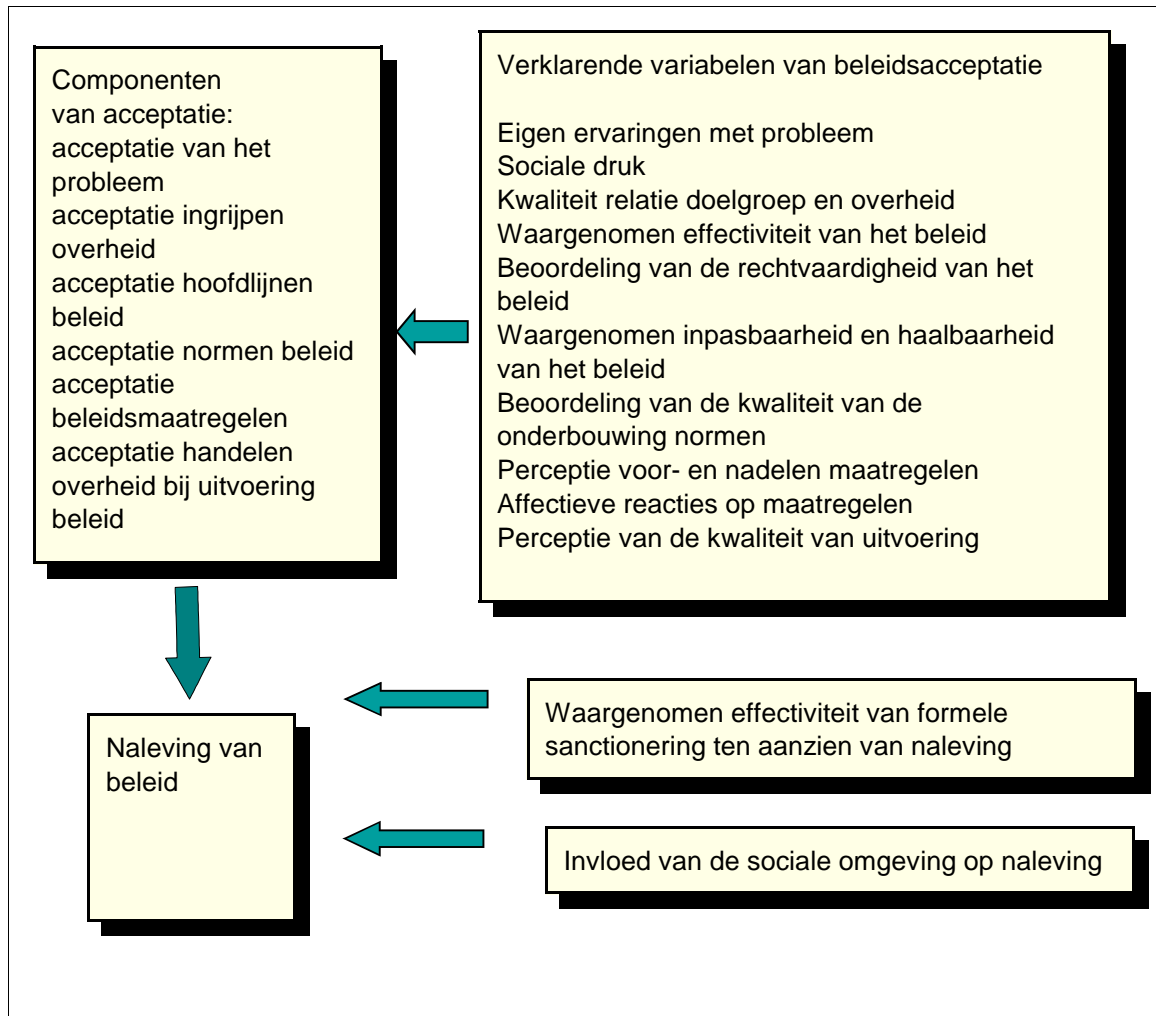 Componenten
van acceptatie:
acceptatie van het
probleem
acceptatie ingrijpen
overheid
acceptatie hoofdlijnen
beleid
acceptatie normen beleid
acceptatie
beleidsmaatregelen
acceptatie handelen
overheid bij uitvoering
beleid
Verklarende variabelen van beleidsacceptatie
Eigen ervaringen met probleem
Sociale druk
Kwaliteit relatie doelgroep en overheid
Waargenomen effectiviteit van het beleid
Beoordeling van de rechtvaardigheid van het
beleid
Waargenomen inpasbaarheid en haalbaarheid
van het beleid
Beoordeling van de kwaliteit van de
onderbouwing normen
Perceptie voor- en nadelen maatregelen
Affectieve reacties op maatregelen
Perceptie van de kwaliteit van uitvoering
Naleving van
beleid
Waargenomen effectiviteit van formele
sanctionering ten aanzien van naleving
Invloed van de sociale omgeving op naleving